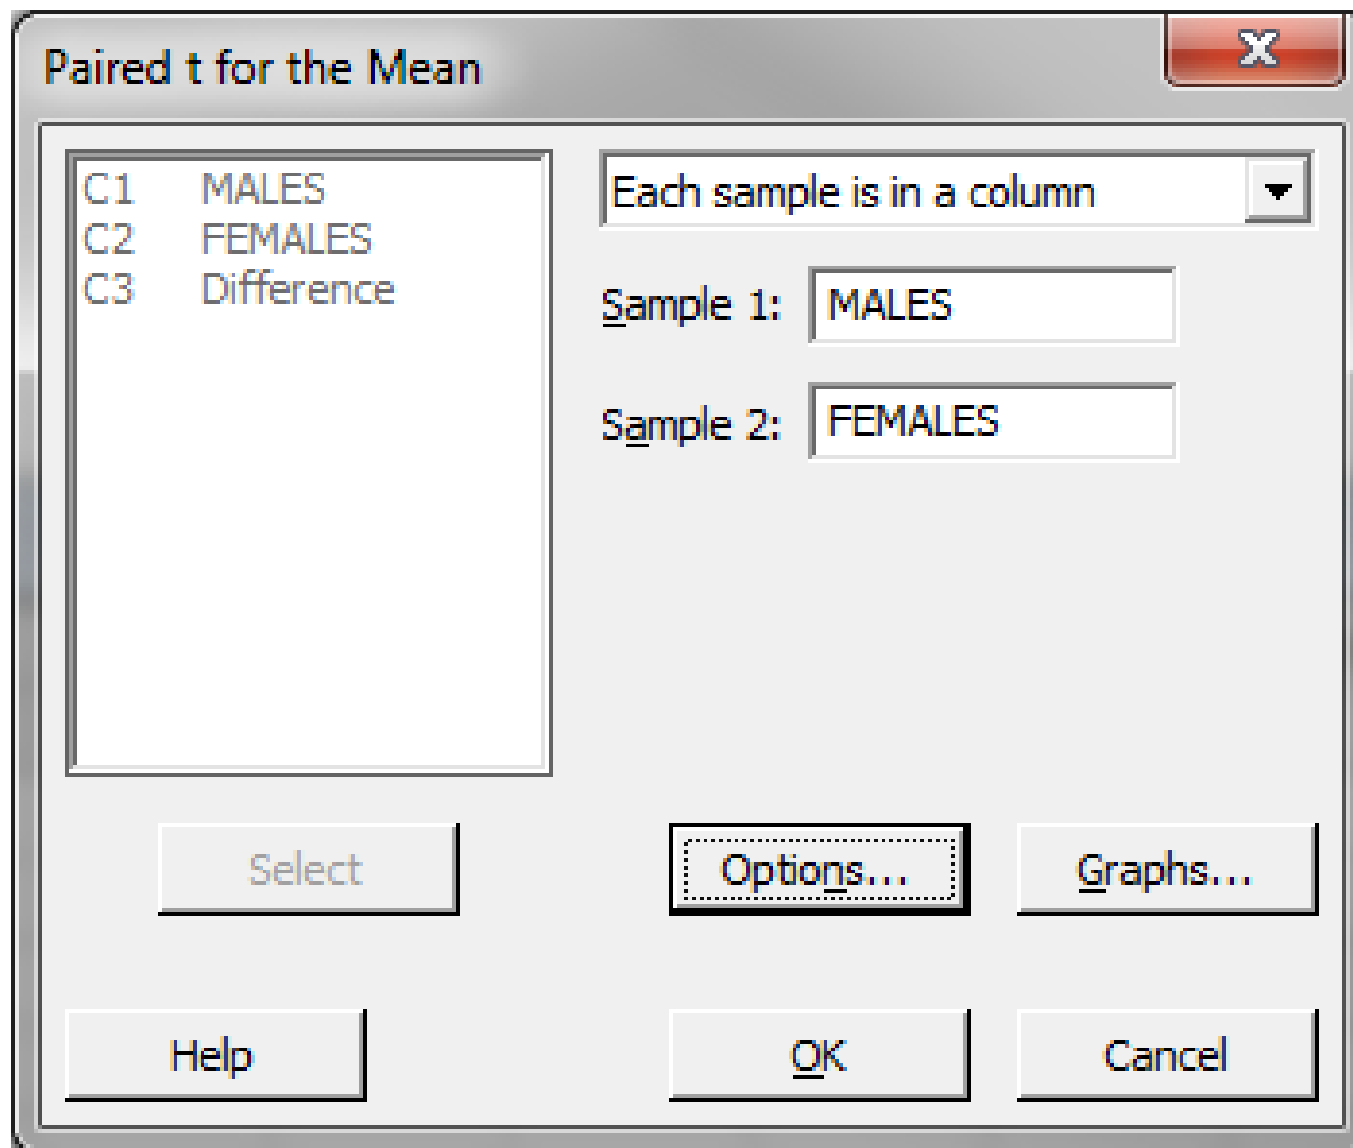 Paired t for the Mean
C1 MALES
C2 FEMALES
C3 Difference
Each sample is in a column
Sample 1: MALES
Sample 2: FEMALES
Select
Options...
Graphs...
Help
OK
Cancel